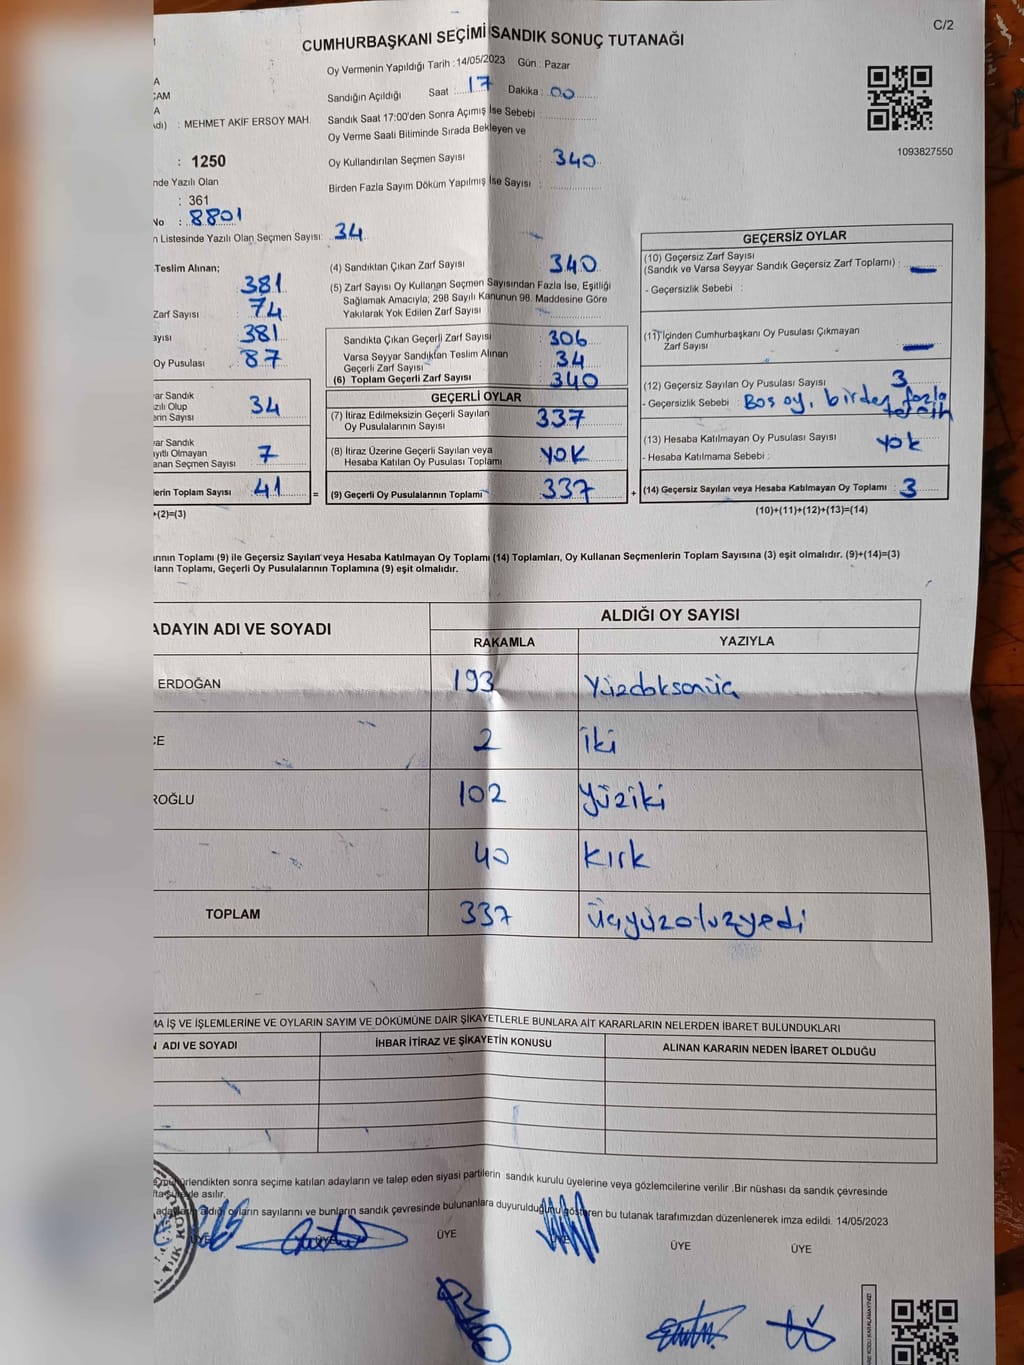 C/2
CUMHURBAŞKANI SEÇİMİ SANDIK SONUÇ TUTANAĞI
Oy Vermenin Yapıldığı Tarih : 14/05/2023 Gün : Pazar
A
ÇAM
A
Sandığın Açıldığı Saat : 17 Dakika : 00
adı) : MEHMET AKİF ERSOY MAH.
Sandık Saat 17:00'den Sonra Açımış İse Sebebi :
Oy Verme Saati Bitiminde Sırada Bekleyen ve
Oy Kullandırılan Seçmen Sayısı : 340
1093827550
: 1250
nde Yazılı Olan
: 361
Birden Fazla Sayım Döküm Yapılmış İse Sayısı :
No : 8801
n Listesinde Yazılı Olan Seçmen Sayısı: 34
Teslim Alınan;
381
Zarf Sayısı 74
ayısı 381
Oy Pusulası 87
(4) Sandıktan Çıkan Zarf Sayısı 340
(5) Zarf Sayısı Oy Kullanan Seçmen Sayısından Fazla İse, Eşitliği
Sağlamak Amacıyla; 298 Sayılı Kanunun 98. Maddesine Göre
Yakılarak Yok Edilen Zarf Sayısı
Sandıkta Çıkan Geçerli Zarf Sayısı 306
Varsa Seyyar Sandıktan Teslim Alınan
Geçerli Zarf Sayısı 34
(6) Toplam Geçerli Zarf Sayısı 340
yar Sandık
zılı Olup
erin Sayısı 34
yar Sandık
ayıtlı Olmayan
anan Seçmen Sayısı 7
lerin Toplam Sayısı 41 =
+(2)=(3)
GEÇERLİ OYLAR
(7) İtiraz Edilmeksizin Geçerli Sayılan
Oy Pusulalarının Sayısı 337
(8) İtiraz Üzerine Geçerli Sayılan veya
Hesaba Katılan Oy Pusulası Toplamı YOK
(9) Geçerli Oy Pusulalarının Toplamı 337 +
GEÇERSİZ OYLAR
(10) Geçersiz Zarf Sayısı
(Sandık ve Varsa Seyyar Sandık Geçersiz Zarf Toplamı) : —
- Geçersizlik Sebebi :
(11) İçinden Cumhurbaşkanı Oy Pusulası Çıkmayan
Zarf Sayısı —
(12) Geçersiz Sayılan Oy Pusulası Sayısı 3
- Geçersizlik Sebebi : Bos oy, birden fazla
tercih
(13) Hesaba Katılmayan Oy Pusulası Sayısı YOK
- Hesaba Katılmama Sebebi :
(14) Geçersiz Sayılan veya Hesaba Katılmayan Oy Toplamı : 3
(10)+(11)+(12)+(13)=(14)
rının Toplamı (9) ile Geçersiz Sayılan veya Hesaba Katılmayan Oy Toplamı (14) Toplamları, Oy Kullanan Seçmenlerin Toplam Sayısına (3) eşit olmalıdır. (9)+(14)=(3)
ların Toplamı, Geçerli Oy Pusulalarının Toplamına (9) eşit olmalıdır.
ADAYIN ADI VE SOYADI
ALDIĞI OY SAYISI
RAKAMLA YAZIYLA
ERDOĞAN 193 Yüzdoksanüç
CE 2 iki
ROĞLU 102 yüziki
40 kırk
TOPLAM 337 üçyüzotuzyedi
MA İŞ VE İŞLEMLERİNE VE OYLARIN SAYIM VE DÖKÜMÜNE DAİR ŞİKAYETLERLE BUNLARA AİT KARARLARIN NELERDEN İBARET BULUNDUKLARI
N ADI VE SOYADI İHBAR İTİRAZ VE ŞİKAYETİN KONUSU ALINAN KARARIN NEDEN İBARET OLDUĞU
mühürlendikten sonra seçime katılan adayların ve talep eden siyasi partilerin sandık kurulu üyelerine veya gözlemcilerine verilir .Bir nüshası da sandık çevresinde
asılır.
adayların aldığı oyların sayılarını ve bunların sandık çevresinde bulunanlara duyurulduğunu gösteren bu tutanak tarafımızdan düzenlenerek imza edildi. 14/05/2023
ÜYE ÜYE ÜYE ÜYE ÜYE ÜYE